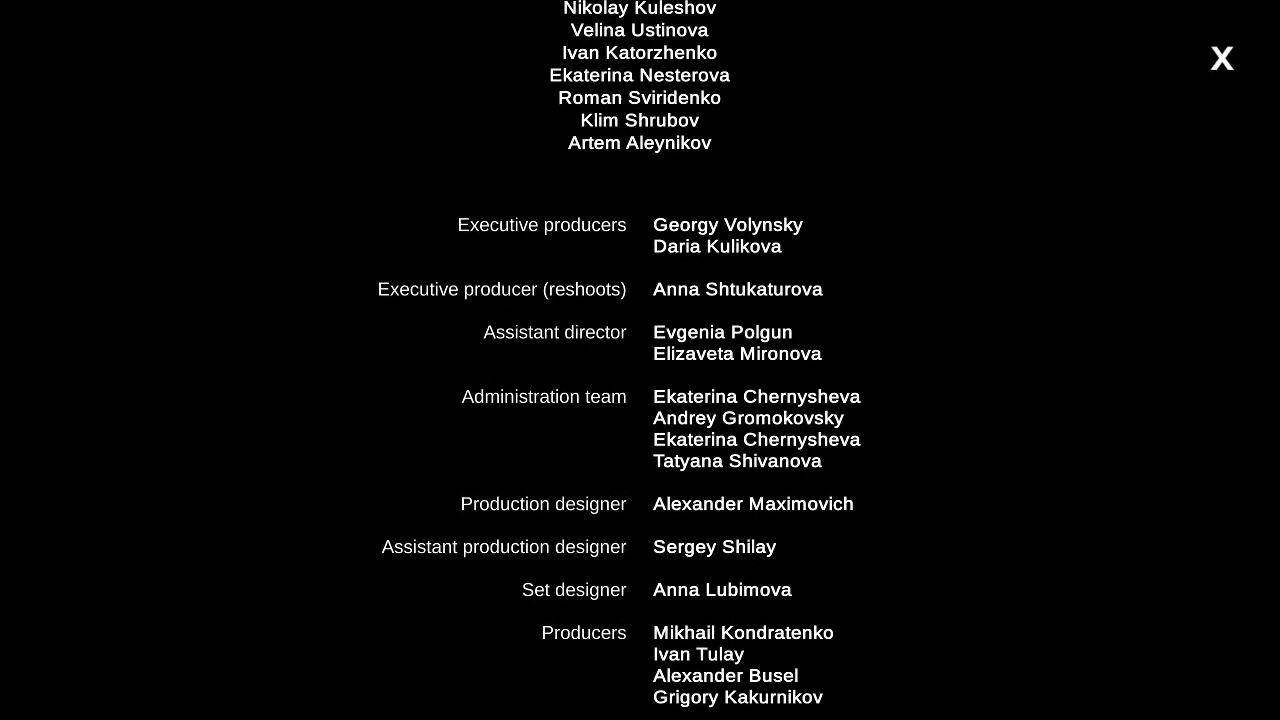 Nikolay Kuleshov
Velina Ustinova
X
Ivan Katorzhenko
Ekaterina Nesterova
Roman Sviridenko
Klim Shrubov
Artem Aleynikov
Executive producers Georgy Volynsky
Daria Kulikova
Executive producer (reshoots) Anna Shtukaturova
Assistant director Evgenia Polgun
Elizaveta Mironova
Administration team Ekaterina Chernysheva
Andrey Gromokovsky
Ekaterina Chernysheva
Tatyana Shivanova
Production designer Alexander Maximovich
Assistant production designer Sergey Shilay
Set designer Anna Lubimova
Producers Mikhail Kondratenko
Ivan Tulay
Alexander Busel
Grigory Kakurnikov